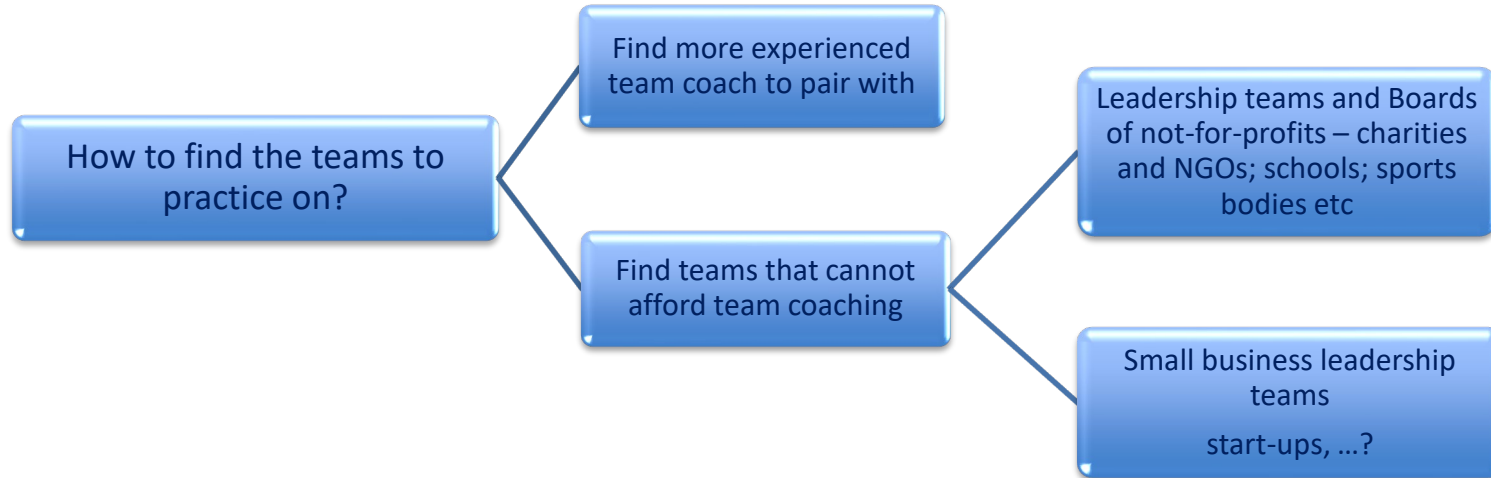 How to find the teams to
practice on?
Find more experienced
team coach to pair with
Find teams that cannot
afford team coaching
Leadership teams and Boards
of not-for-profits – charities
and NGOs; schools; sports
bodies etc
Small business leadership
teams
start-ups, …?